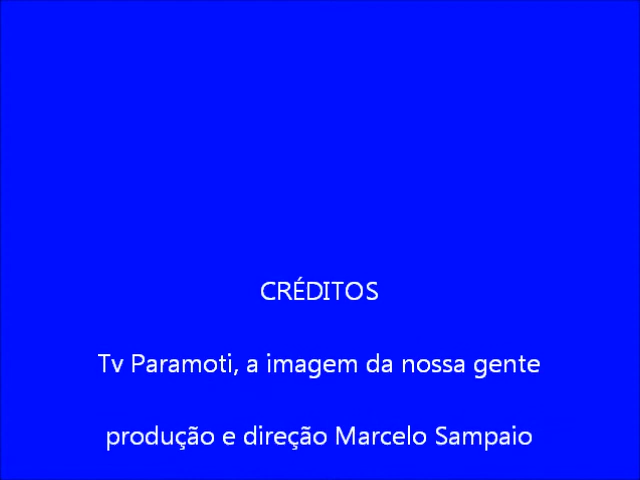 CRÉDITOS
Tv Paramoti, a imagem da nossa gente
produção e direção Marcelo Sampaio